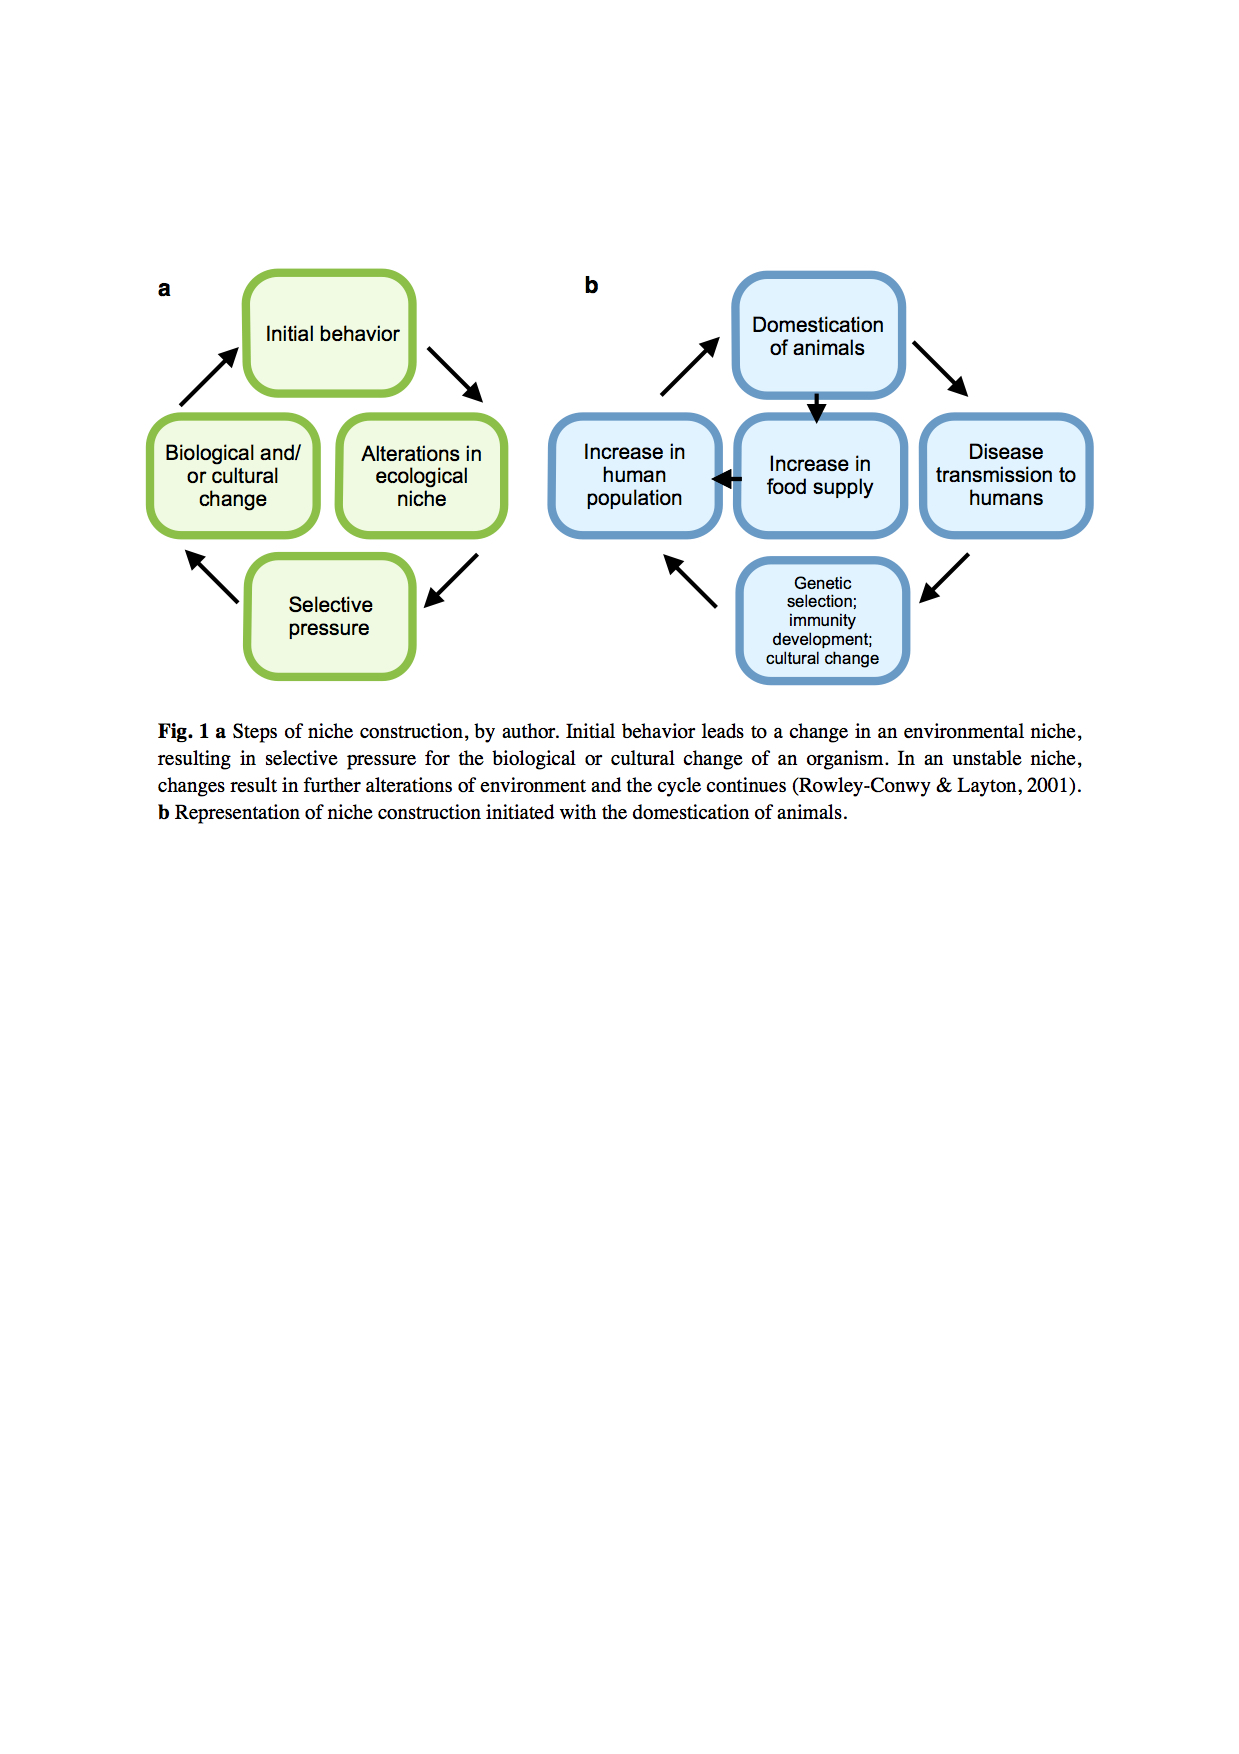 a
Initial behavior
Biological and/
or cultural
change
Alterations in
ecological
niche
Selective
pressure
b
Domestication
of animals
Increase in
human
population
Increase in
food supply
Disease
transmission to
humans
Genetic
selection;
immunity
development;
cultural change
Fig. 1 a Steps of niche construction, by author. Initial behavior leads to a change in an environmental niche,
resulting in selective pressure for the biological or cultural change of an organism. In an unstable niche,
changes result in further alterations of environment and the cycle continues (Rowley-Conwy & Layton, 2001).
b Representation of niche construction initiated with the domestication of animals.